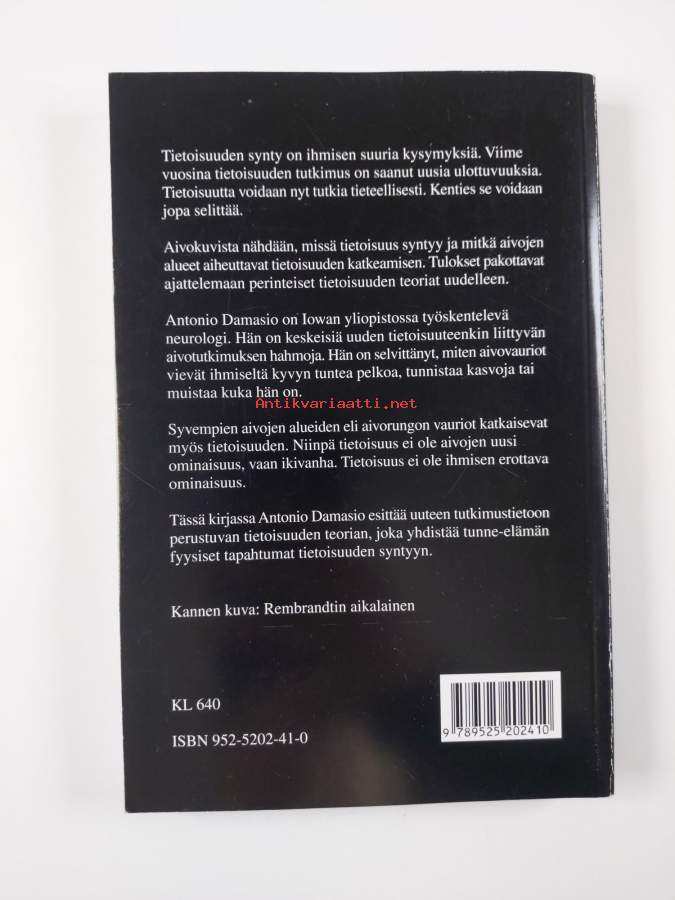 Tietoisuuden synty on ihmisen suuria kysymyksiä. Viime
vuosina tietoisuuden tutkimus on saanut uusia ulottuvuuksia.
Tietoisuutta voidaan nyt tutkia tieteellisesti. Kenties se voidaan
jopa selittää.
Aivokuvista nähdään, missä tietoisuus syntyy ja mitkä aivojen
alueet aiheuttavat tietoisuuden katkeamisen. Tulokset pakottavat
ajattelemaan perinteiset tietoisuuden teoriat uudelleen.
Antonio Damasio on Iowan yliopistossa työskentelevä
neurologi. Hän on keskeisiä uuden tietoisuuteenkin liittyvän
aivotutkimuksen hahmoja. Hän on selvittänyt, miten aivovauriot
vievät ihmiseltä kyvyn tuntea pelkoa, tunnistaa kasvoja tai
muistaa kuka hän on.
Antikvariaatti.net
Syvempien aivojen alueiden eli aivorungon vauriot katkaisevat
myös tietoisuuden. Niinpä tietoisuus ei ole aivojen uusi
ominaisuus, vaan ikivanha. Tietoisuus ei ole ihmisen erottava
ominaisuus.
Tässä kirjassa Antonio Damasio esittää uuteen tutkimustietoon
perustuvan tietoisuuden teorian, joka yhdistää tunne-elämän
fyysiset tapahtumat tietoisuuden syntyyn.
Kannen kuva: Rembrandtin aikalainen
KL 640
ISBN 952-5202-41-0
9 789525 202410